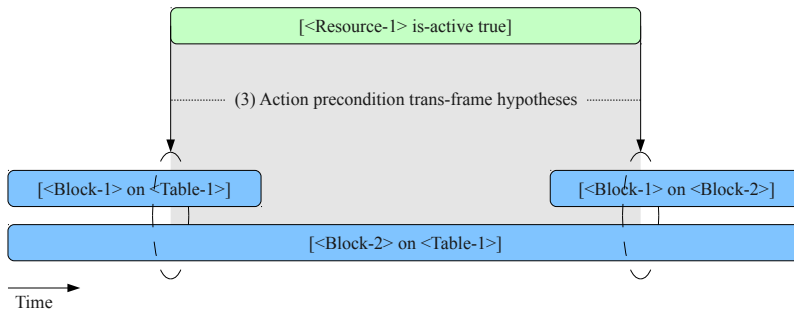 [<Resource-1> is-active true]
(3) Action precondition trans-frame hypotheses
[<Block-1> on <Table-1>]
[<Block-1> on <Block-2>]
[<Block-2> on <Table-1>]
Time